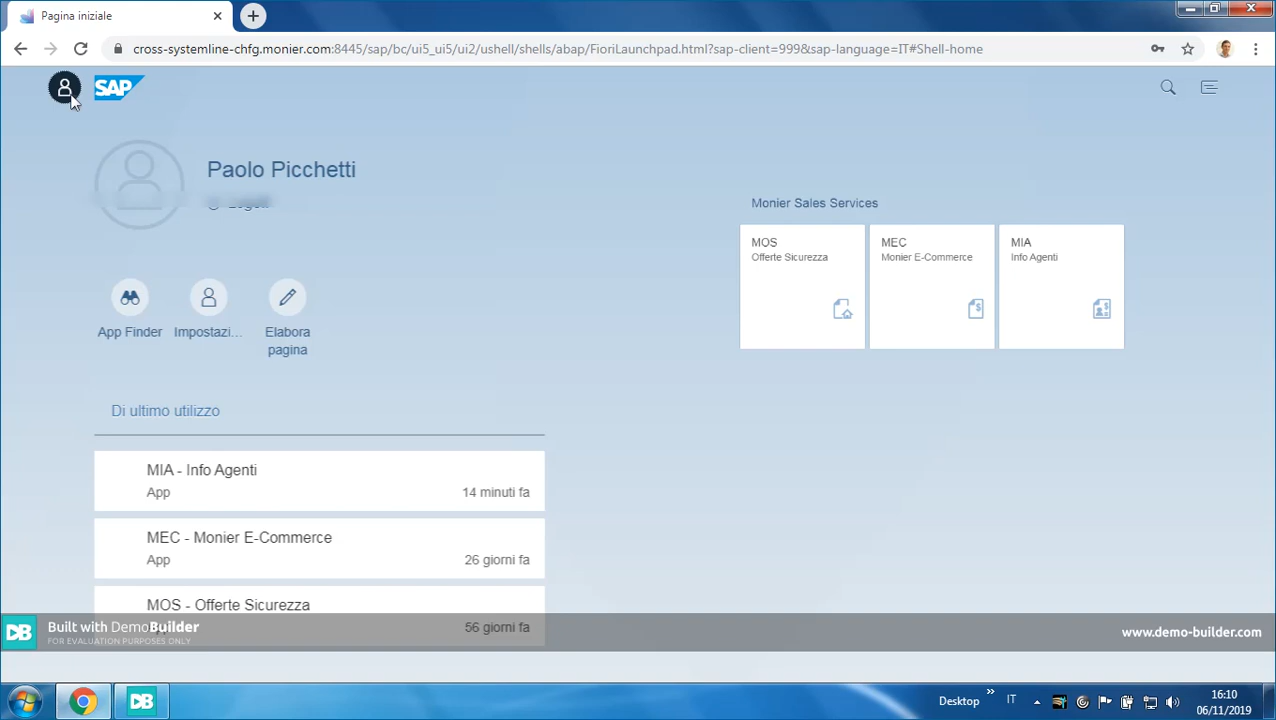 Pagina iniziale
cross-systemline-chfg.monier.com:8445/sap/bc/ui5_ui5/ui2/ushell/shells/abap/FioriLaunchpad.html?sap-client=999&sap-language=IT#Shell-home
SAP
Paolo Picchetti
Monier Sales Services
MOS
Offerte Sicurezza
MEC
Monier E-Commerce
MIA
Info Agenti
App Finder
Impostazi...
Elabora
pagina
Di ultimo utilizzo
MIA - Info Agenti
App
14 minuti fa
MEC - Monier E-Commerce
App
26 giorni fa
MOS - Offerte Sicurezza
56 giorni fa
DB
Built with DemoBuilder
FOR EVALUATION PURPOSES ONLY
www.demo-builder.com
DB
Desktop
IT
16:10
06/11/2019